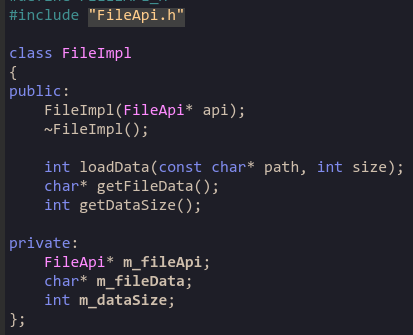 #include "FileApi.h"
class FileImpl
{
public:
FileImpl(FileApi* api);
~FileImpl();
int loadData(const char* path, int size);
char* getFileData();
int getDataSize();
private:
FileApi* m_fileApi;
char* m_fileData;
int m_dataSize;
};